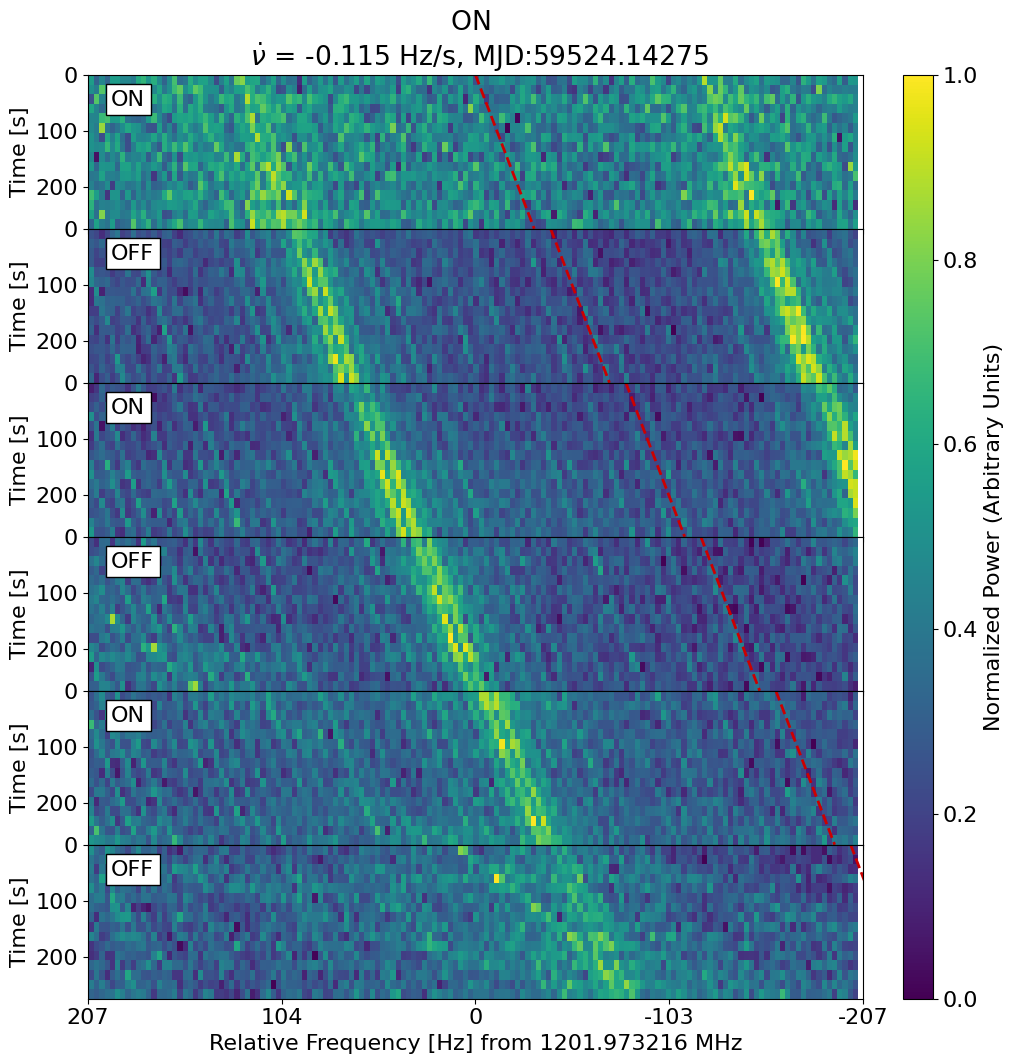 ON
ν̇ = -0.115 Hz/s, MJD:59524.14275
0
100
200
Time [s]
ON
0
100
200
Time [s]
OFF
0
100
200
Time [s]
ON
0
100
200
Time [s]
OFF
0
100
200
Time [s]
ON
0
100
200
Time [s]
OFF
207
104
0
-103
-207
Relative Frequency [Hz] from 1201.973216 MHz
1.0
0.8
0.6
0.4
0.2
0.0
Normalized Power (Arbitrary Units)